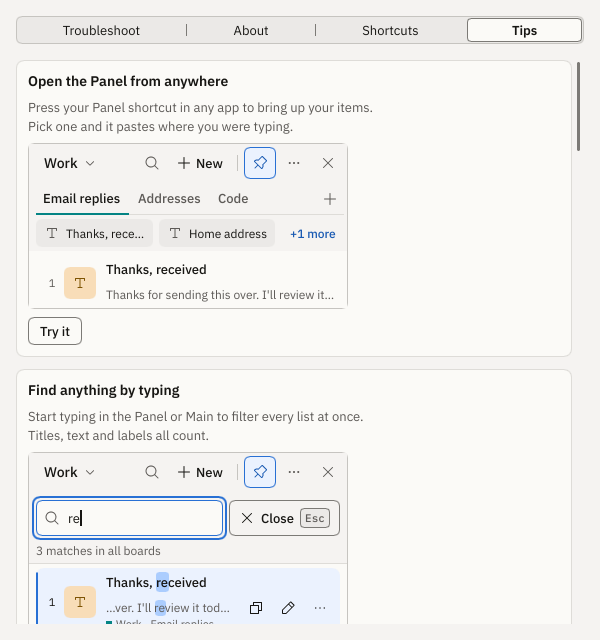 Troubleshoot | About | Shortcuts Tips
Open the Panel from anywhere
Press your Panel shortcut in any app to bring up your items.
Pick one and it pastes where you were typing.
Work New
Email replies Addresses Code
Thanks, rece... Home address +1 more
Thanks, received
1 T
Thanks for sending this over. I'll review it...
Try it
Find anything by typing
Start typing in the Panel or Main to filter every list at once.
Titles, text and labels all count.
Work New
re Close Esc
3 matches in all boards
Thanks, received
1 T
...ver. I'll review it tod...
Work · Email replies